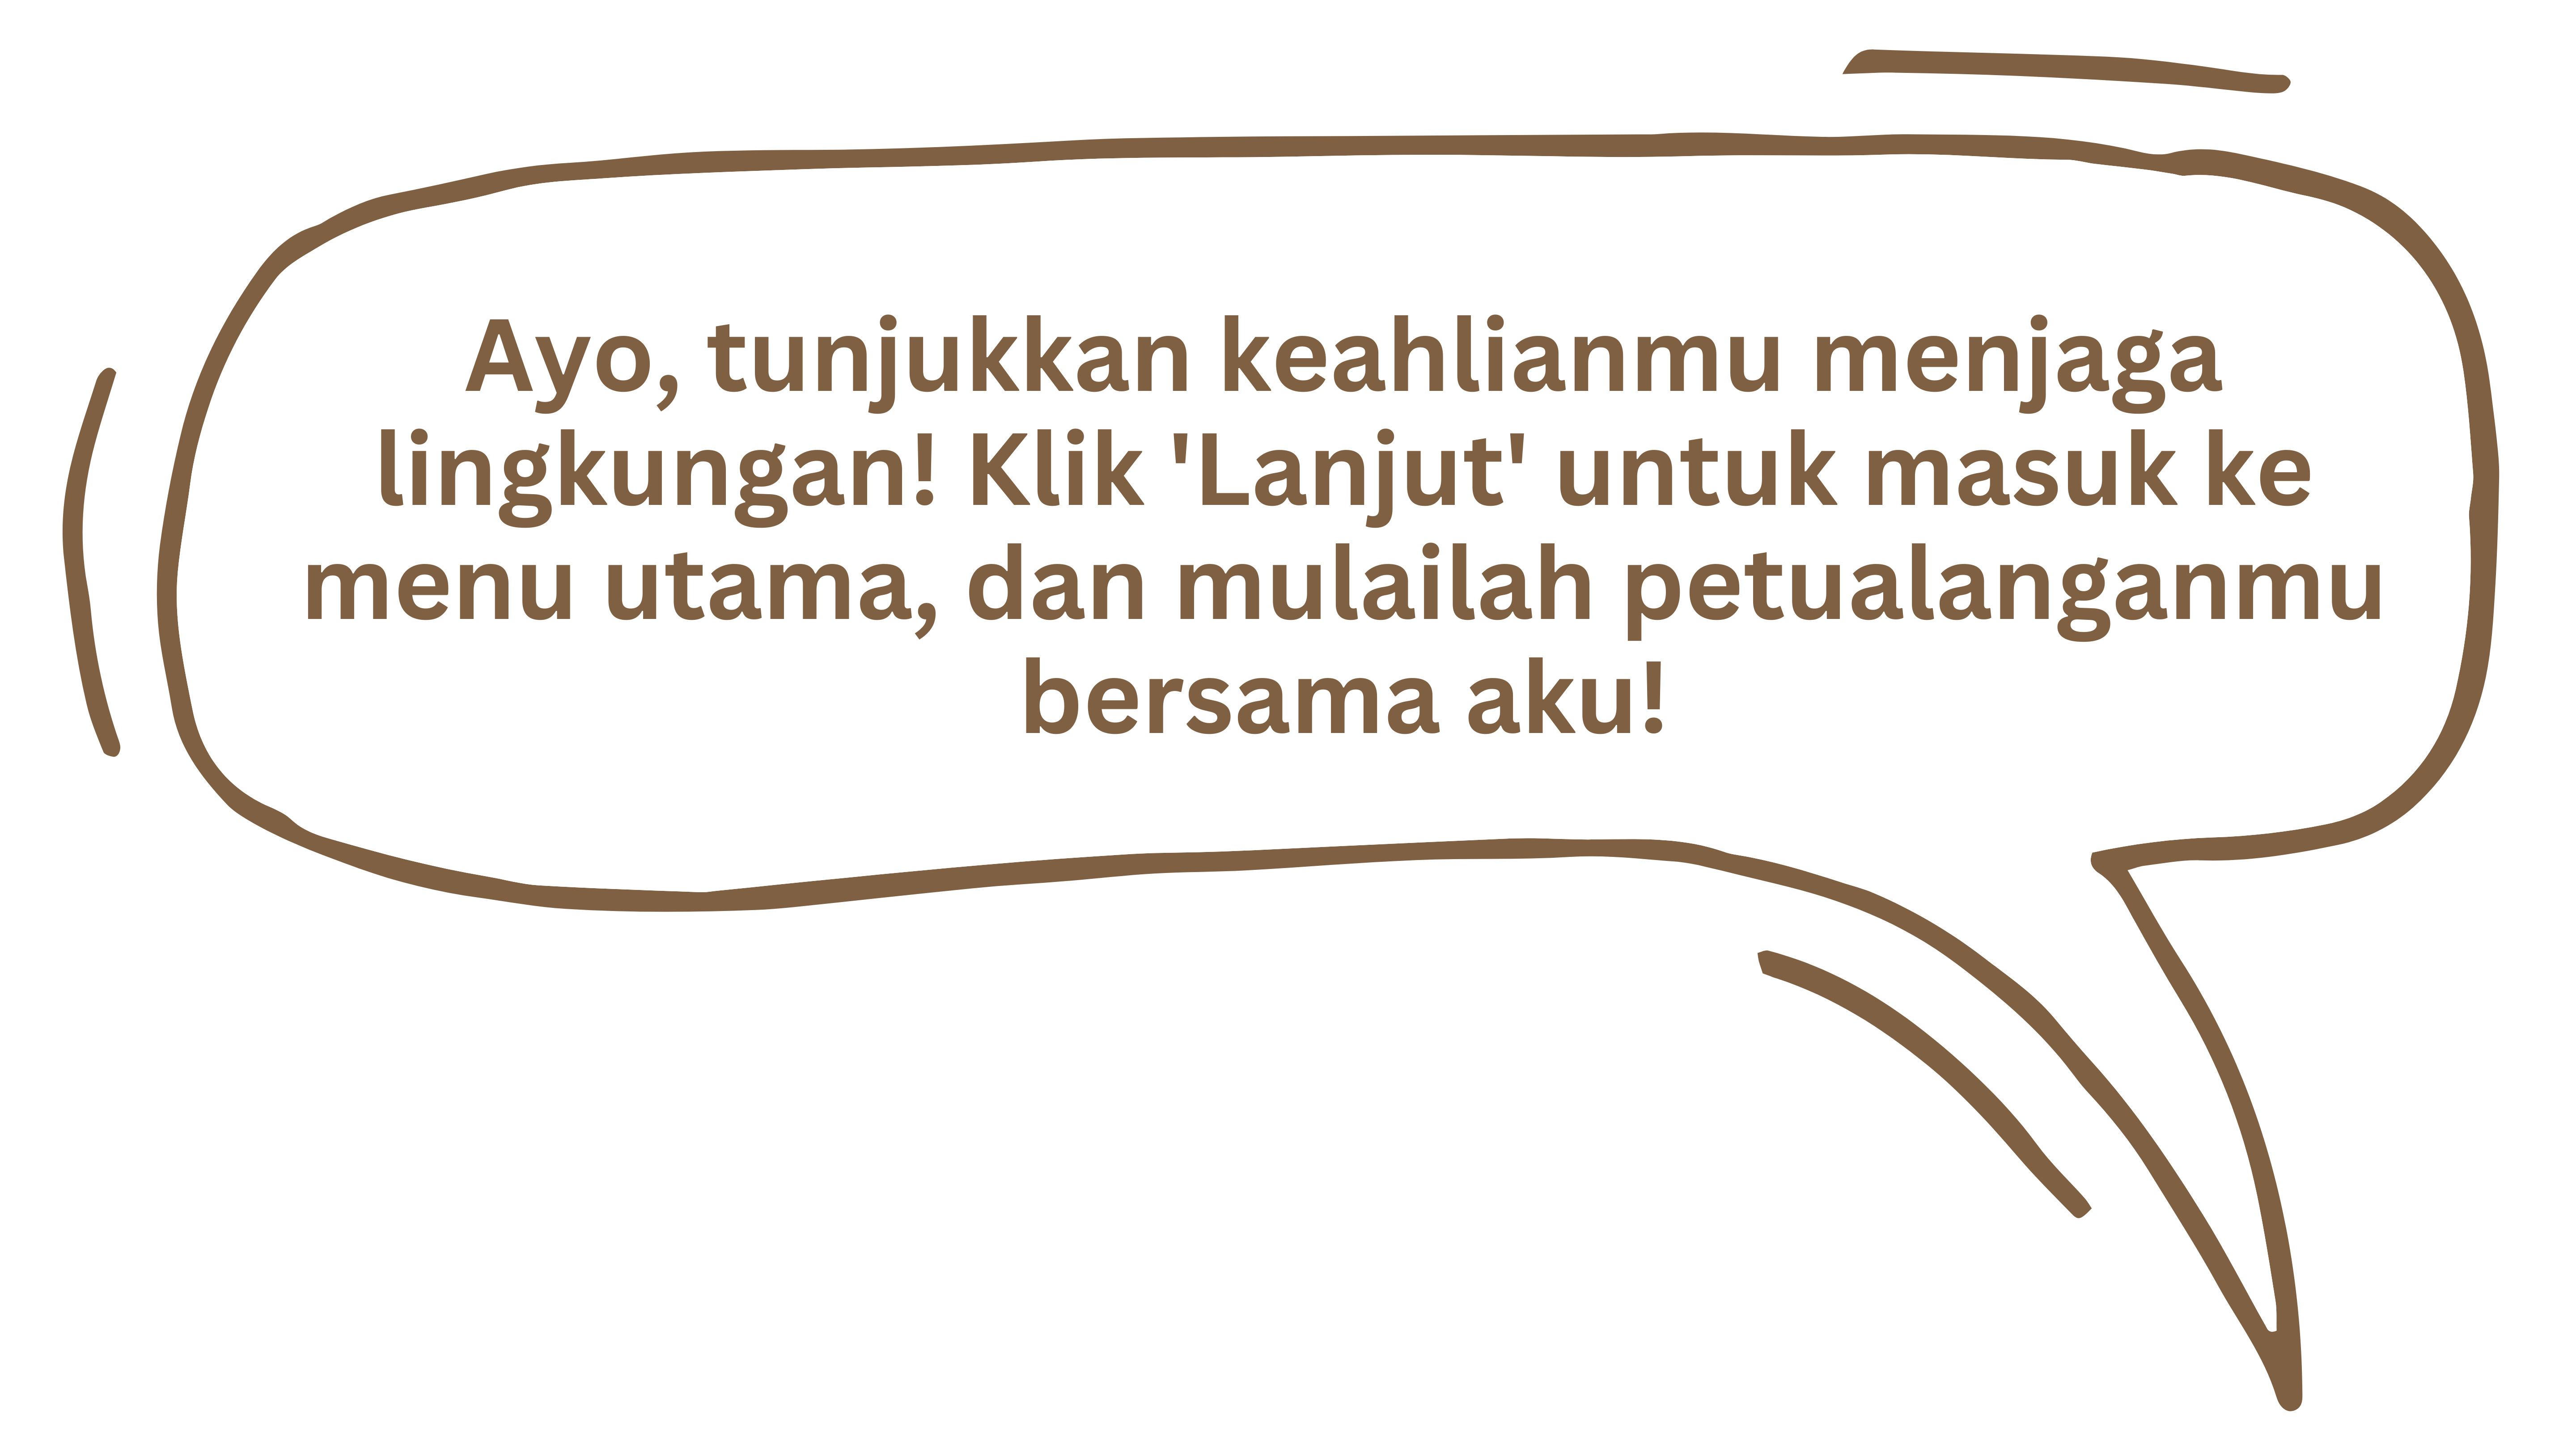 Ayo, tunjukkan keahlianmu menjaga
lingkungan! Klik 'Lanjut' untuk masuk ke
menu utama, dan mulailah petualanganmu
bersama aku!